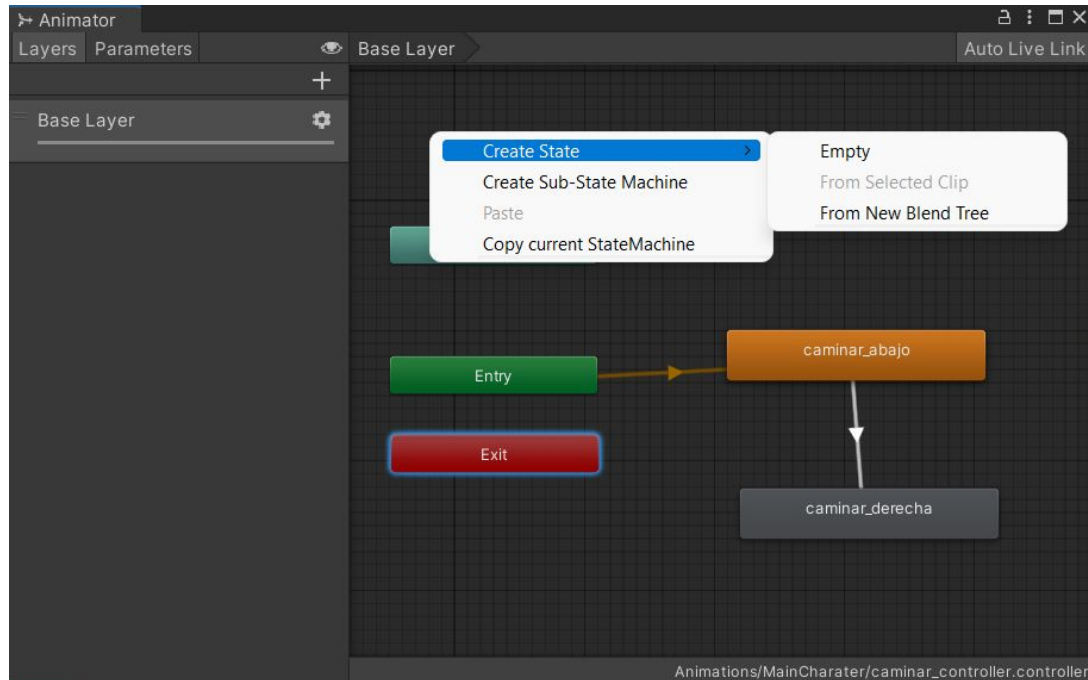 Animator
Layers Parameters Base Layer Auto Live Link
Base Layer
Create State
Create Sub-State Machine
Paste
Copy current StateMachine
Empty
From Selected Clip
From New Blend Tree
caminar_abajo
Entry
Exit
caminar_derecha
Animations/MainCharater/caminar_controller.controller